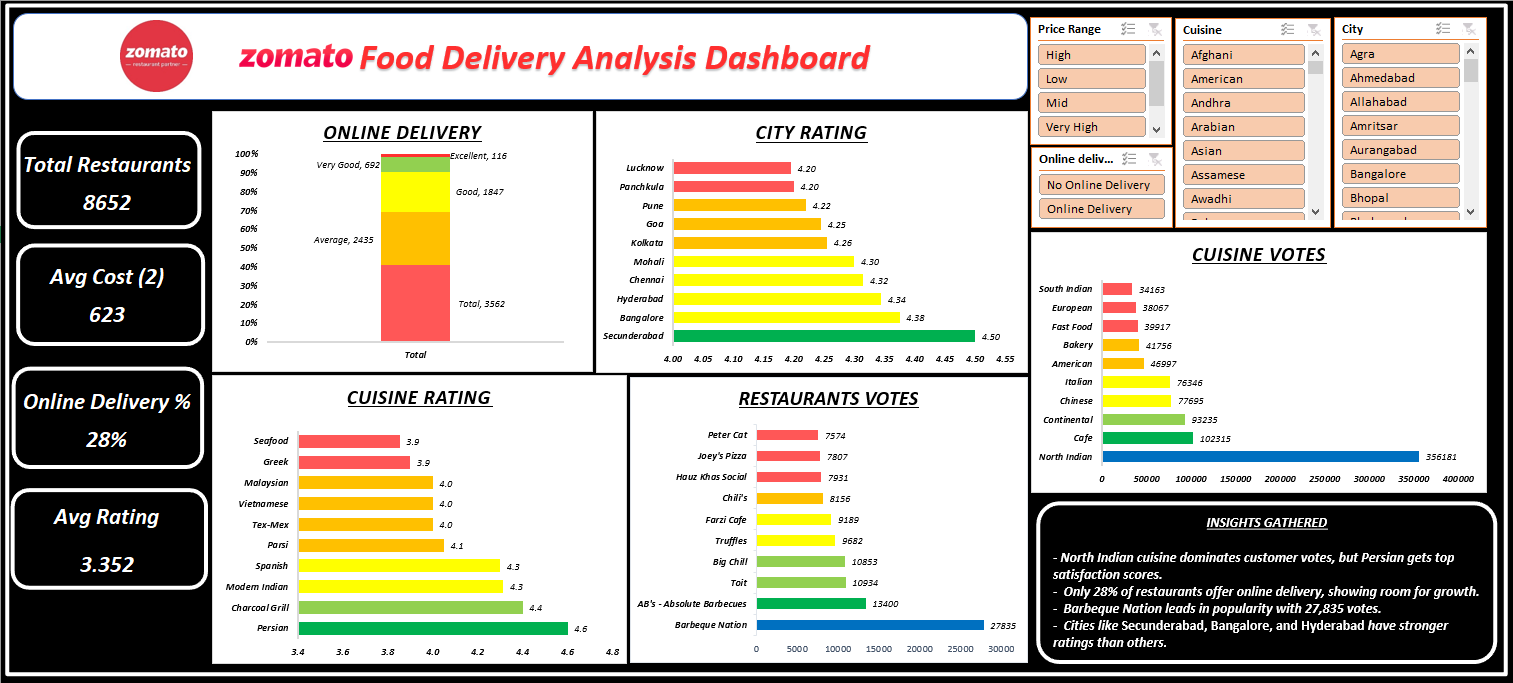 zomato
— restaurant partner —
zomato Food Delivery Analysis Dashboard
Price Range
High
Low
Mid
Very High
Online deliv...
No Online Delivery
Online Delivery
Cuisine
Afghani
American
Andhra
Arabian
Asian
Assamese
Awadhi
City
Agra
Ahmedabad
Allahabad
Amritsar
Aurangabad
Bangalore
Bhopal
Total Restaurants
8652
Avg Cost (2)
623
Online Delivery %
28%
Avg Rating
3.352
ONLINE DELIVERY
100%
90%
80%
70%
60%
50%
40%
30%
20%
10%
0%
Excellent, 116
Very Good, 692
Good, 1847
Average, 2435
Total, 3562
Total
CITY RATING
Lucknow 4.20
Panchkula 4.20
Pune 4.22
Goa 4.25
Kolkata 4.26
Mohali 4.30
Chennai 4.32
Hyderabad 4.34
Bangalore 4.38
Secunderabad 4.50
4.00 4.05 4.10 4.15 4.20 4.25 4.30 4.35 4.40 4.45 4.50 4.55
CUISINE VOTES
South Indian 34163
European 38067
Fast Food 39917
Bakery 41756
American 46997
Italian 76346
Chinese 77695
Continental 93235
Cafe 102315
North Indian 356181
0 50000 100000 150000 200000 250000 300000 350000 400000
CUISINE RATING
Seafood 3.9
Greek 3.9
Malaysian 4.0
Vietnamese 4.0
Tex-Mex 4.0
Parsi 4.1
Spanish 4.3
Modern Indian 4.3
Charcoal Grill 4.4
Persian 4.6
3.4 3.6 3.8 4.0 4.2 4.4 4.6 4.8
RESTAURANTS VOTES
Peter Cat 7574
Joey's Pizza 7807
Hauz Khas Social 7931
Chili's 8156
Farzi Cafe 9189
Truffles 9682
Big Chill 10853
Toit 10934
AB's - Absolute Barbecues 13400
Barbeque Nation 27835
0 5000 10000 15000 20000 25000 30000
INSIGHTS GATHERED
- North Indian cuisine dominates customer votes, but Persian gets top
satisfaction scores.
- Only 28% of restaurants offer online delivery, showing room for growth.
- Barbeque Nation leads in popularity with 27,835 votes.
- Cities like Secunderabad, Bangalore, and Hyderabad have stronger
ratings than others.